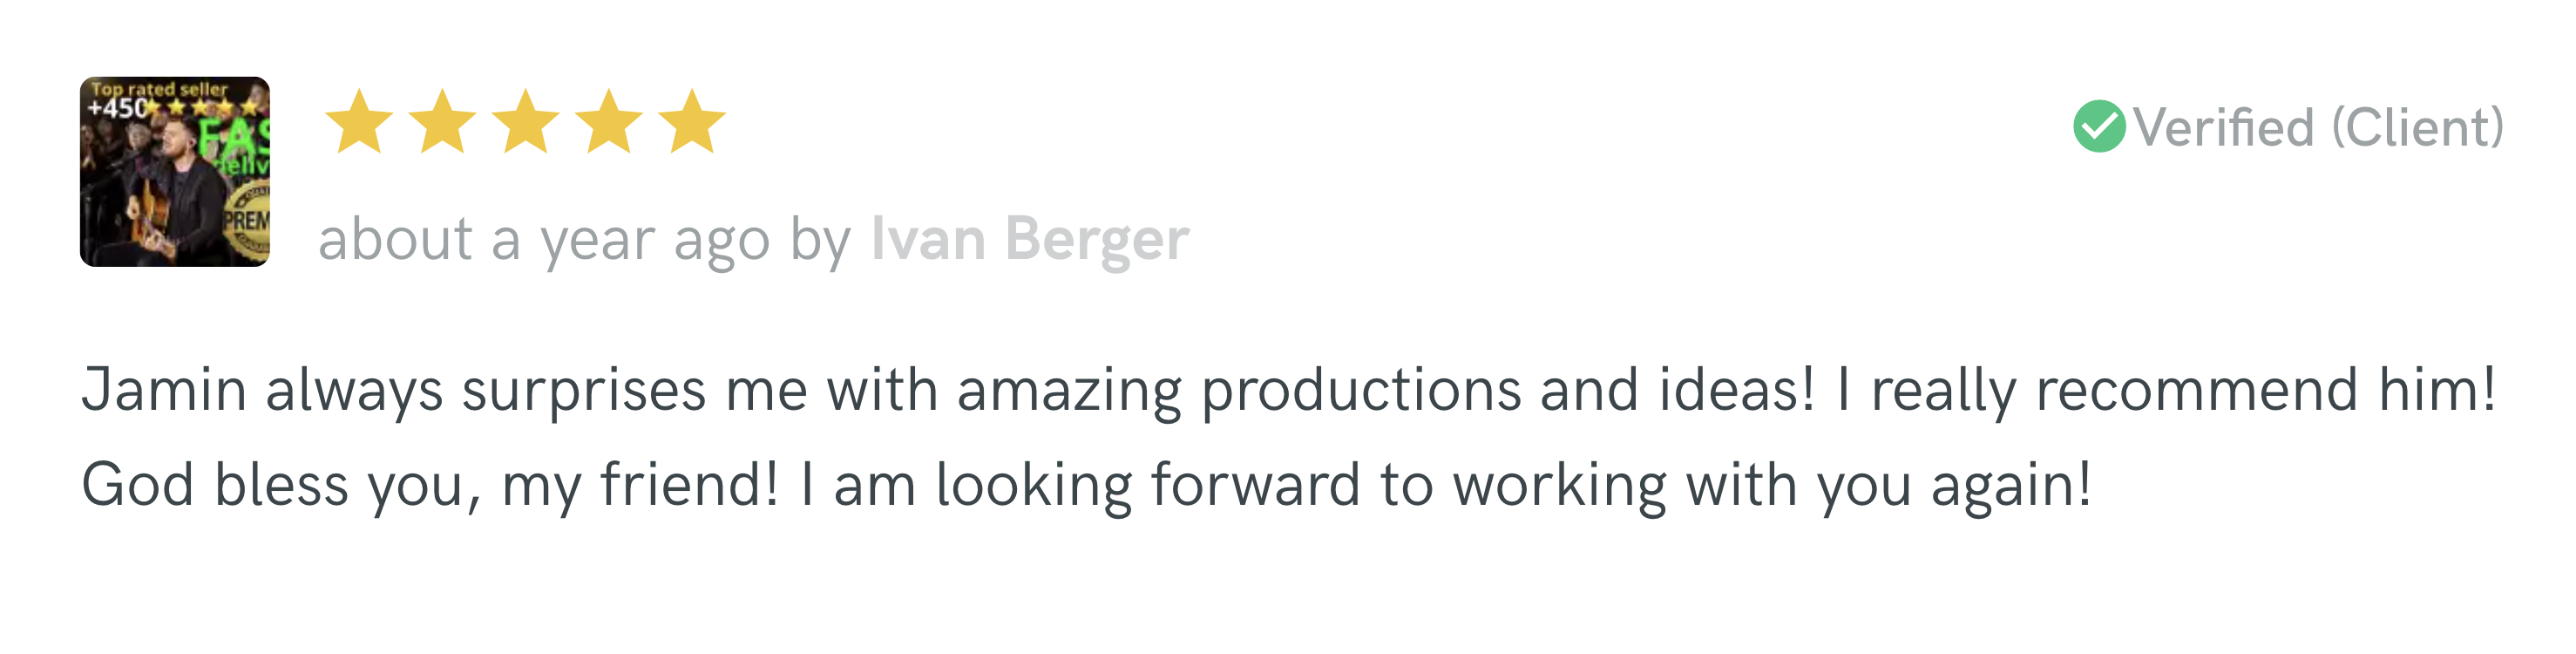 Top rated seller
+450
FAS
deliv
PREM
Verified (Client)
about a year ago by Ivan Berger
Jamin always surprises me with amazing productions and ideas! I really recommend him!
God bless you, my friend! I am looking forward to working with you again!